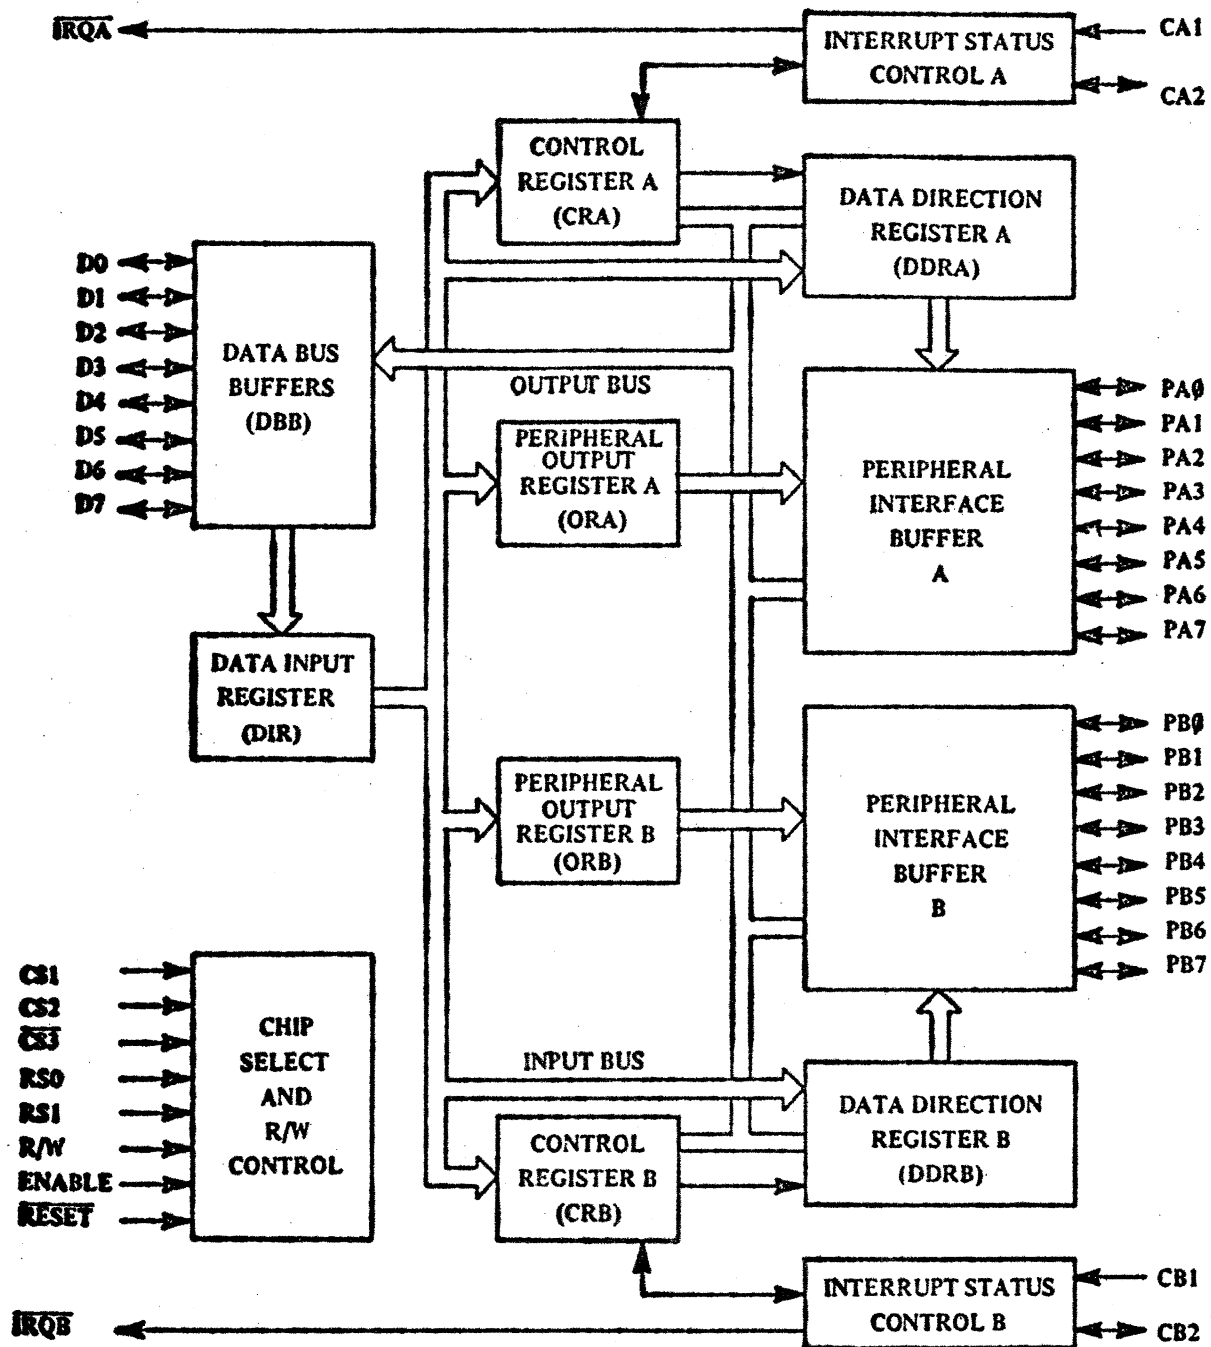 IRQA
INTERRUPT STATUS
CONTROL A
CA1
CA2
CONTROL
REGISTER A
(CRA)
DATA DIRECTION
REGISTER A
(DDRA)
D0
D1
D2
D3
D4
D5
D6
D7
DATA BUS
BUFFERS
(DBB)
OUTPUT BUS
PERIPHERAL
OUTPUT
REGISTER A
(ORA)
PERIPHERAL
INTERFACE
BUFFER
A
PA0
PA1
PA2
PA3
PA4
PA5
PA6
PA7
DATA INPUT
REGISTER
(DIR)
PERIPHERAL
OUTPUT
REGISTER B
(ORB)
PERIPHERAL
INTERFACE
BUFFER
B
PB0
PB1
PB2
PB3
PB4
PB5
PB6
PB7
CS1
CS2
CS3
RS0
RS1
R/W
ENABLE
RESET
CHIP
SELECT
AND
R/W
CONTROL
INPUT BUS
CONTROL
REGISTER B
(CRB)
DATA DIRECTION
REGISTER B
(DDRB)
INTERRUPT STATUS
CONTROL B
CB1
CB2
IRQB